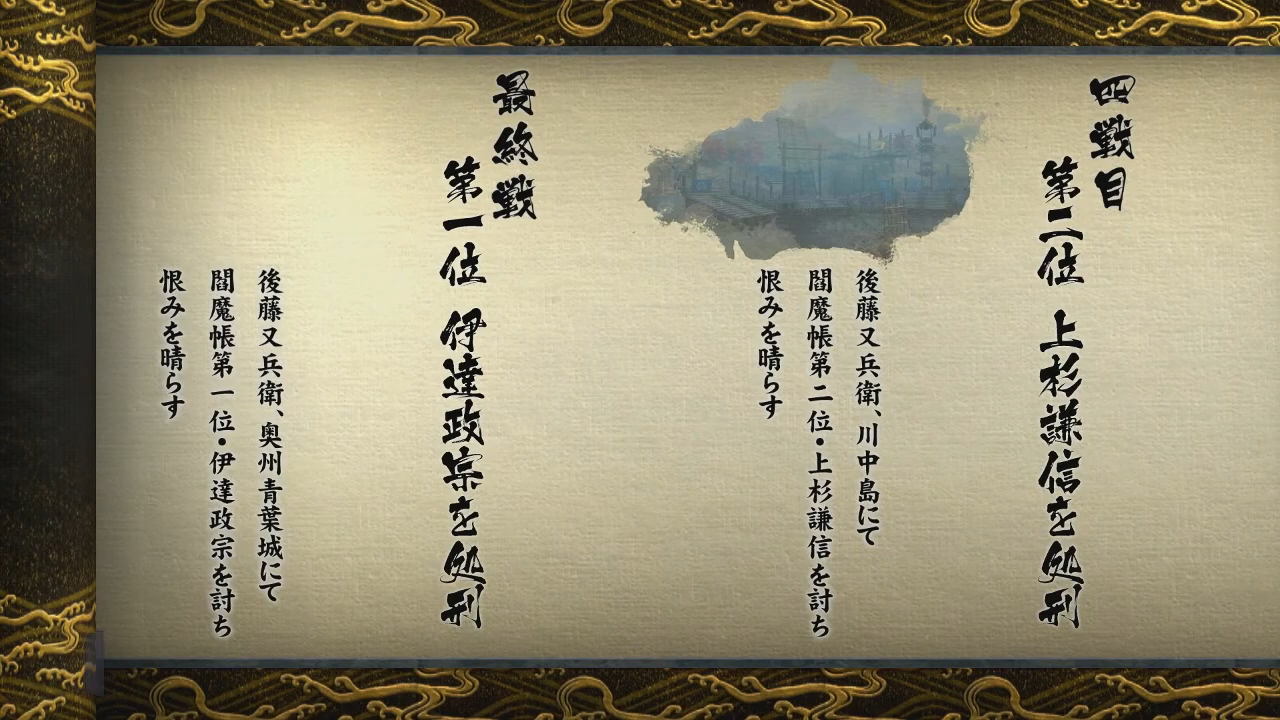 四戦目
第二位 上杉謙信を処刑
後藤又兵衛、川中島にて
閻魔帳第二位・上杉謙信を討ち
恨みを晴らす
最終戦
第一位 伊達政宗を処刑
後藤又兵衛、奥州青葉城にて
閻魔帳第一位・伊達政宗を討ち
恨みを晴らす